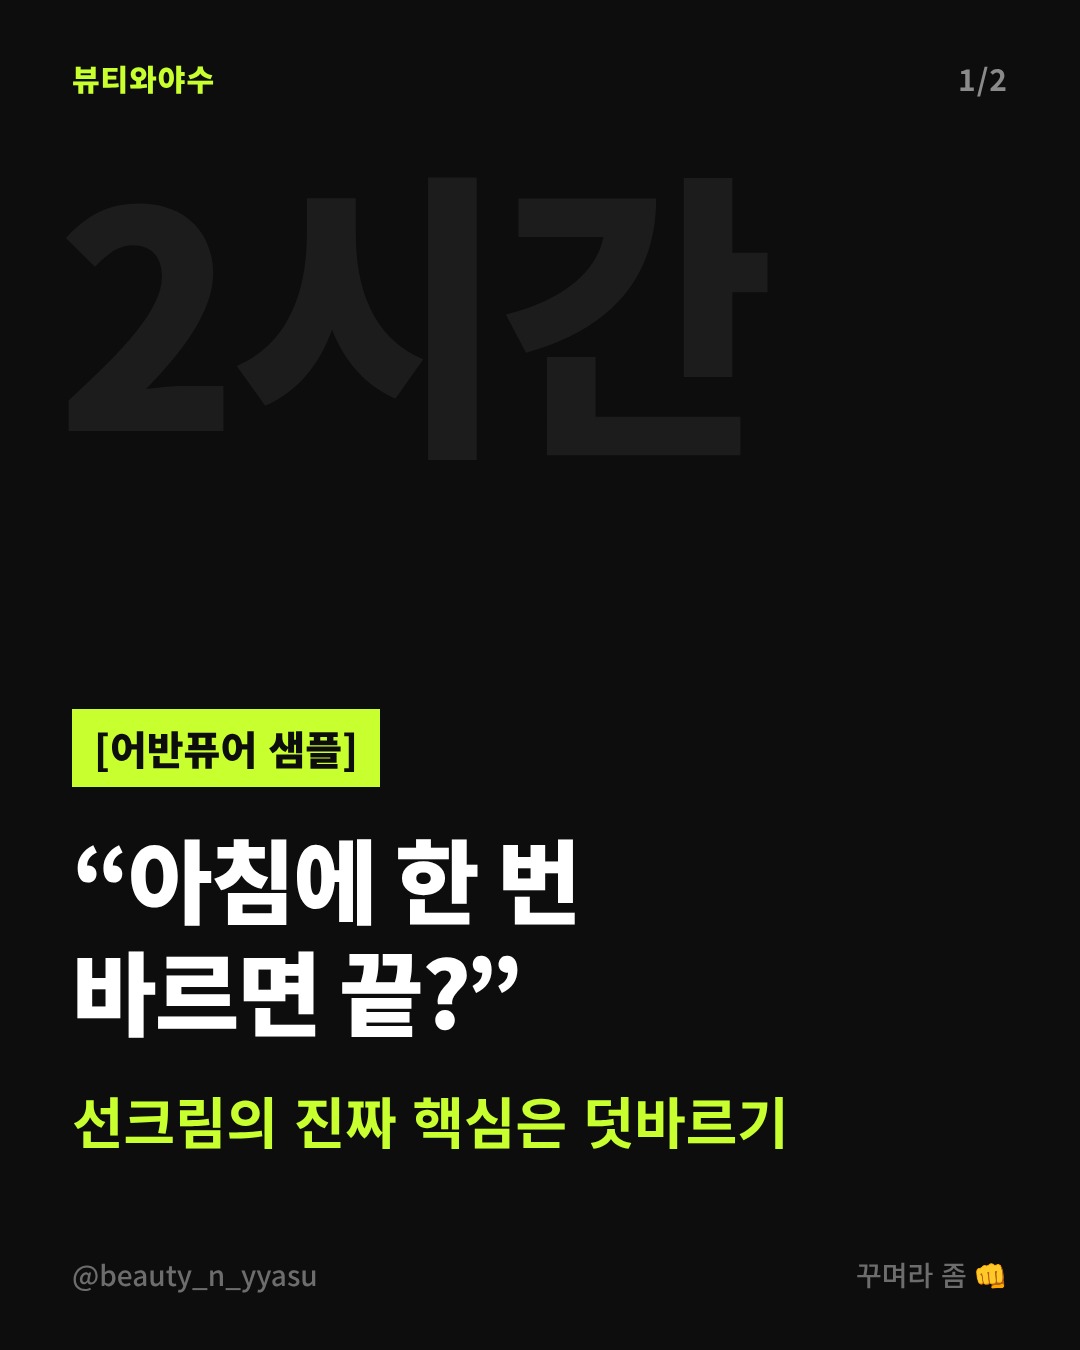 뷰티와야수
1/2
2시간
[어반퓨어 샘플]
“아침에 한 번
바르면 끝?”
선크림의 진짜 핵심은 덧바르기
@beauty_n_yyasu
꾸며라 좀 👊